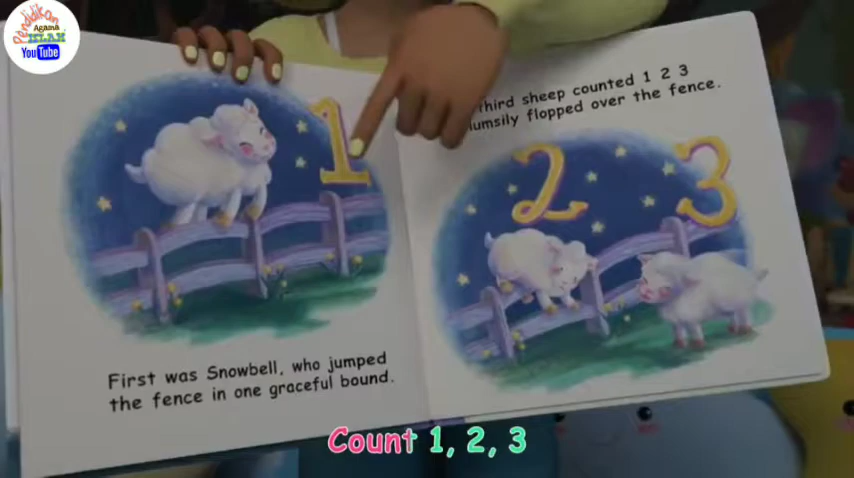 Pendidikan
Agama
ISLAM
YouTube
1
First was Snowbell, who jumped
the fence in one graceful bound.
third sheep counted 1 2 3
flopped over the fence.
2
3
Count 1, 2, 3